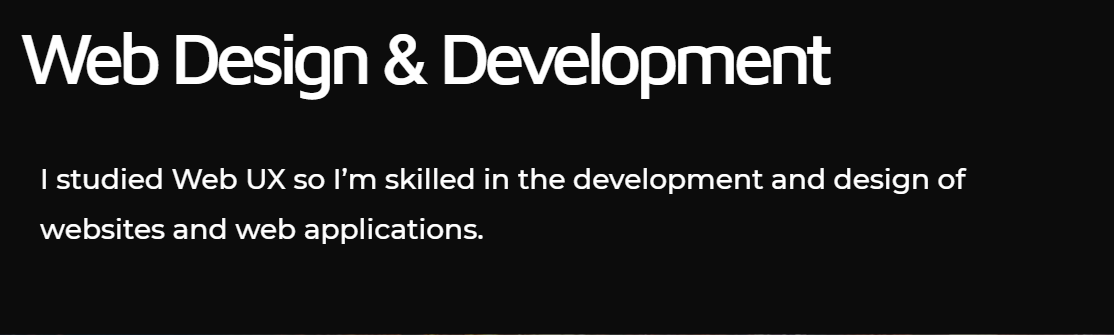 Web Design & Development
I studied Web UX so I’m skilled in the development and design of
websites and web applications.